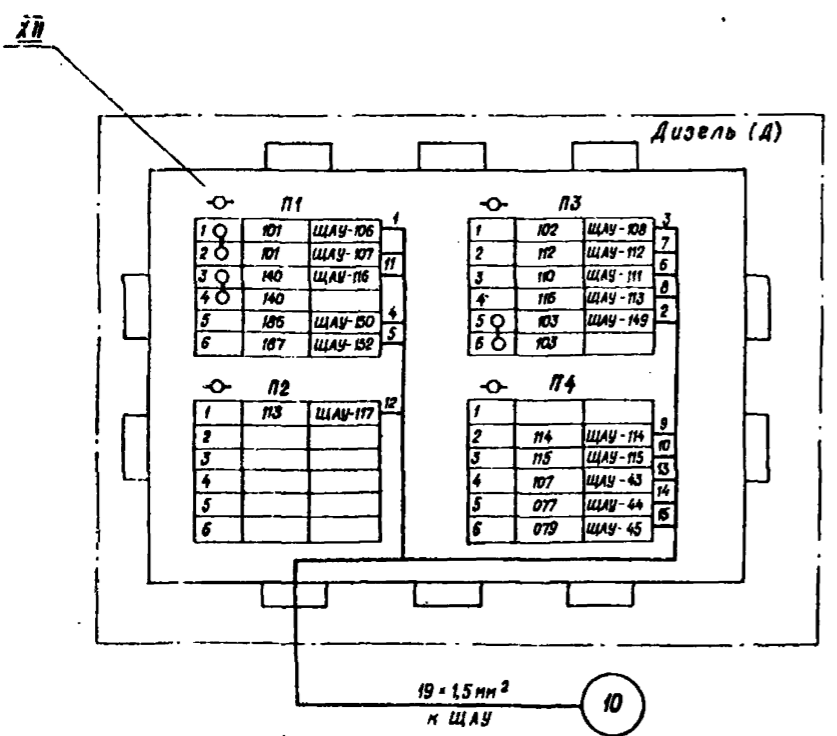 XII
Дизель (Д)
П1
1 101 ЩАУ-106 1
2 101 ЩАУ-107
3 140 ЩАУ-116 11
4 140
5 186 ЩАУ-150 4
6 187 ЩАУ-152 5
П2
1 113 ЩАУ-117 12
2
3
4
5
6
П3
1 102 ЩАУ-108 3
2 112 ЩАУ-112 7
3 110 ЩАУ-111 6
4 116 ЩАУ-113 8
5 103 ЩАУ-149 2
6 103
П4
1
2 114 ЩАУ-114 9
3 115 ЩАУ-115 10
4 107 ЩАУ-43 13
5 077 ЩАУ-44 14
6 079 ЩАУ-45 15
19×1,5 мм²
к ЩАУ
10